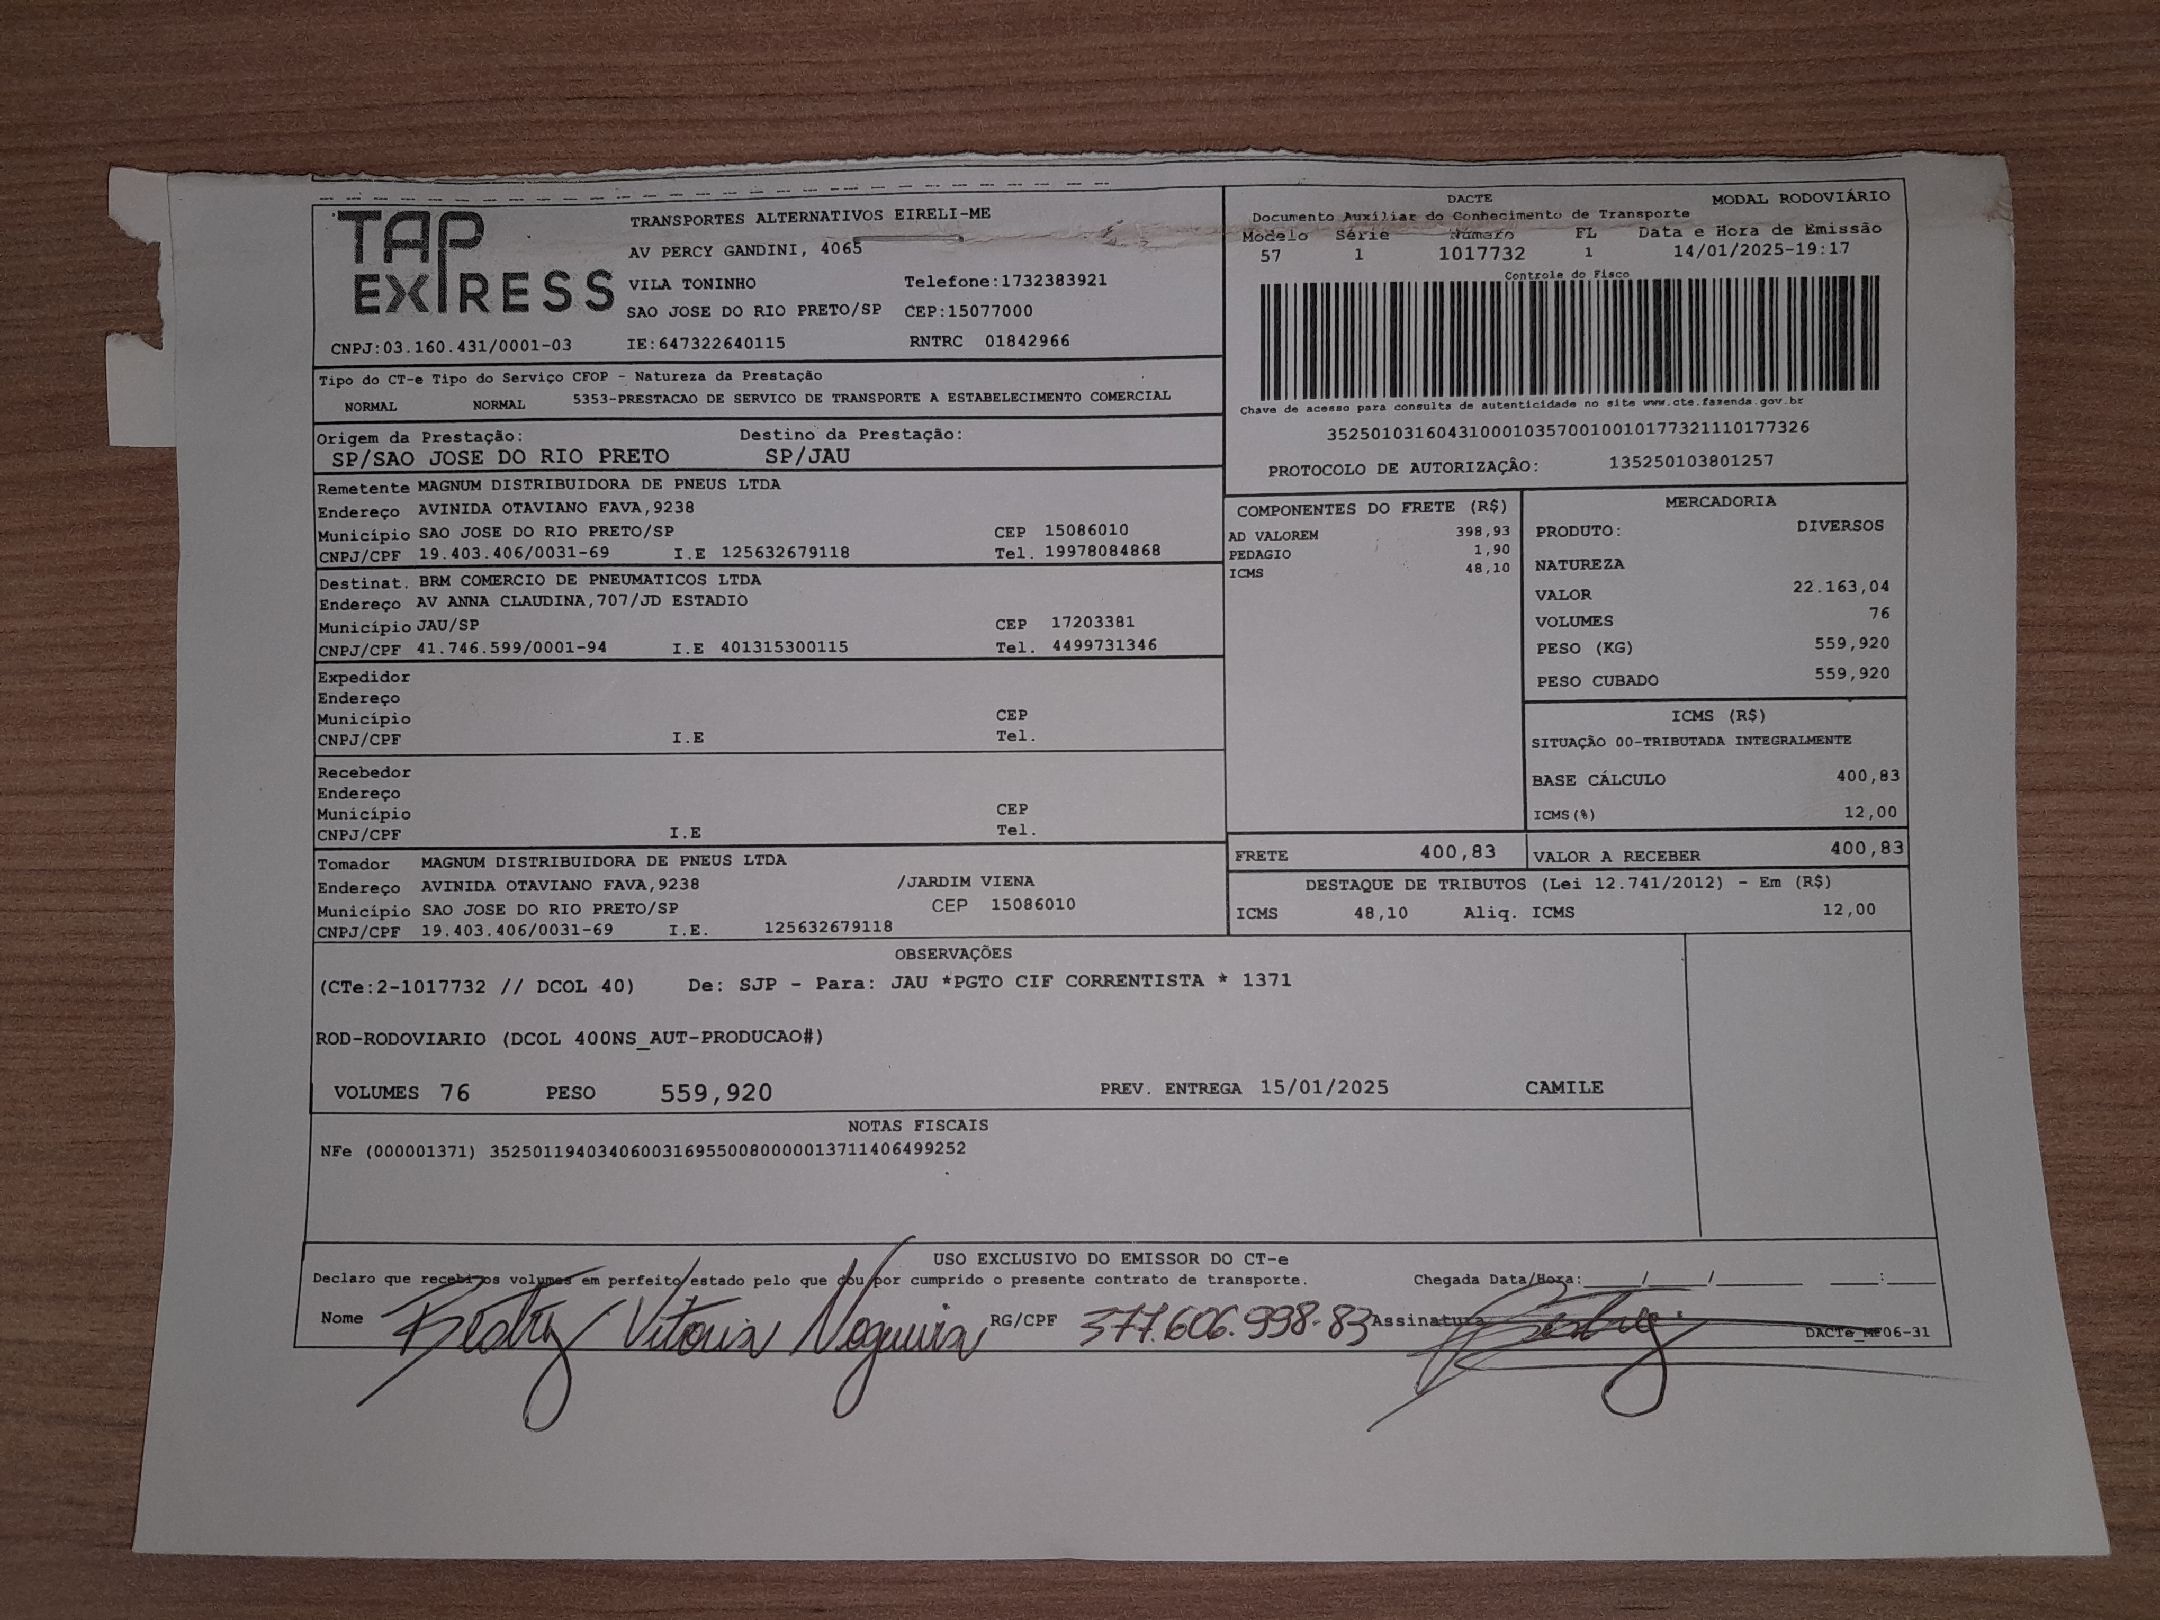 TAP EXPRESS
TRANSPORTES ALTERNATIVOS EIRELI-ME
AV PERCY GANDINI, 4065
VILA TONINHO Telefone:1732383921
SAO JOSE DO RIO PRETO/SP CEP:15077000
CNPJ:03.160.431/0001-03 IE:647322640115 RNTRC 01842966
DACTE MODAL RODOVIÁRIO
Documento Auxiliar do Conhecimento de Transporte
Modelo Série Número FL Data e Hora de Emissão
57 1 1017732 1 14/01/2025-19:17
Controle do Fisco
Chave de acesso para consulta de autenticidade no site www.cte.fazenda.gov.br
35250103160431000103570010010177321110177326
PROTOCOLO DE AUTORIZAÇÃO: 135250103801257
Tipo do CT-e Tipo do Serviço CFOP - Natureza da Prestação
NORMAL NORMAL 5353-PRESTACAO DE SERVICO DE TRANSPORTE A ESTABELECIMENTO COMERCIAL
Origem da Prestação: Destino da Prestação:
SP/SAO JOSE DO RIO PRETO SP/JAU
Remetente MAGNUM DISTRIBUIDORA DE PNEUS LTDA
Endereço AVINIDA OTAVIANO FAVA,9238
Município SAO JOSE DO RIO PRETO/SP CEP 15086010
CNPJ/CPF 19.403.406/0031-69 I.E 125632679118 Tel. 19978084868
Destinat. BRM COMERCIO DE PNEUMATICOS LTDA
Endereço AV ANNA CLAUDINA,707/JD ESTADIO
Município JAU/SP CEP 17203381
CNPJ/CPF 41.746.599/0001-94 I.E 401315300115 Tel. 4499731346
Expedidor
Endereço
Município CEP
CNPJ/CPF I.E Tel.
Recebedor
Endereço
Município CEP
CNPJ/CPF I.E Tel.
Tomador MAGNUM DISTRIBUIDORA DE PNEUS LTDA
Endereço AVINIDA OTAVIANO FAVA,9238 /JARDIM VIENA
Município SAO JOSE DO RIO PRETO/SP CEP 15086010
CNPJ/CPF 19.403.406/0031-69 I.E. 125632679118
COMPONENTES DO FRETE (R$)
AD VALOREM 398,93
PEDAGIO 1,90
ICMS 48,10
MERCADORIA
PRODUTO: DIVERSOS
NATUREZA
VALOR 22.163,04
VOLUMES 76
PESO (KG) 559,920
PESO CUBADO 559,920
ICMS (R$)
SITUAÇÃO 00-TRIBUTADA INTEGRALMENTE
BASE CÁLCULO 400,83
ICMS(%) 12,00
FRETE 400,83 VALOR A RECEBER 400,83
DESTAQUE DE TRIBUTOS (Lei 12.741/2012) - Em (R$)
ICMS 48,10 Aliq. ICMS 12,00
OBSERVAÇÕES
(CTe:2-1017732 // DCOL 40) De: SJP - Para: JAU *PGTO CIF CORRENTISTA * 1371
ROD-RODOVIARIO (DCOL 400NS_AUT-PRODUCAO#)
VOLUMES 76 PESO 559,920 PREV. ENTREGA 15/01/2025 CAMILE
NOTAS FISCAIS
NFe (000001371) 35250119403406003169550080000013711406499252
USO EXCLUSIVO DO EMISSOR DO CT-e
Declaro que recebi os volumes em perfeito estado pelo que dou por cumprido o presente contrato de transporte. Chegada Data/Hora:____/____/______ ___:___
Nome Beatriz Vitoria Nogueira RG/CPF 377.606.998-83 Assinatura Beatriz
DACTe_MF06-31